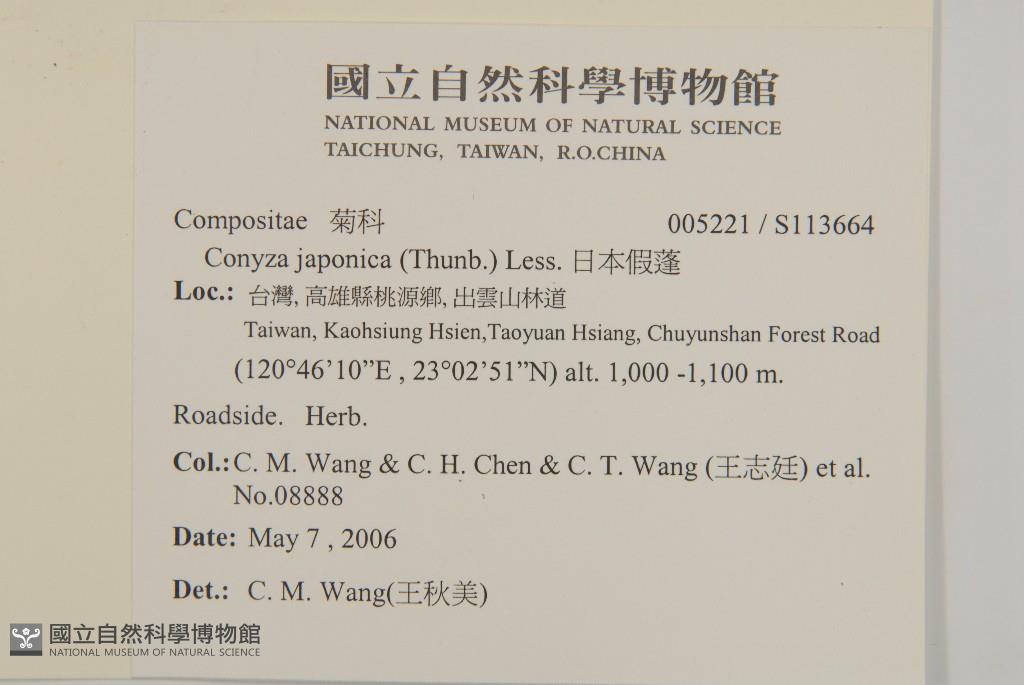 國立自然科學博物館
NATIONAL MUSEUM OF NATURAL SCIENCE
TAICHUNG, TAIWAN, R.O.CHINA
Compositae 菊科 005221 / S113664
Conyza japonica (Thunb.) Less. 日本假蓬
Loc.: 台灣, 高雄縣桃源鄉, 出雲山林道
Taiwan, Kaohsiung Hsien,Taoyuan Hsiang, Chuyunshan Forest Road
(120°46’10”E , 23°02’51”N) alt. 1,000 -1,100 m.
Roadside. Herb.
Col.: C. M. Wang & C. H. Chen & C. T. Wang (王志廷) et al.
No.08888
Date: May 7 , 2006
Det.: C. M. Wang(王秋美)
國立自然科學博物館
NATIONAL MUSEUM OF NATURAL SCIENCE